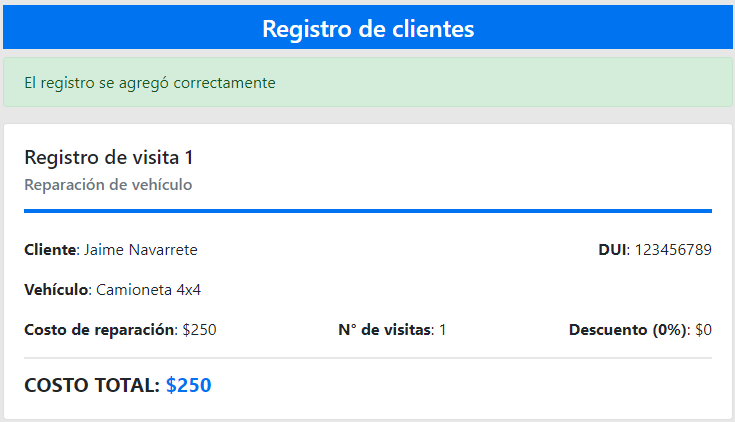 Registro de clientes
El registro se agregó correctamente
Registro de visita 1
Reparación de vehículo
Cliente: Jaime Navarrete DUI: 123456789
Vehículo: Camioneta 4x4
Costo de reparación: $250 N° de visitas: 1 Descuento (0%): $0
COSTO TOTAL: $250